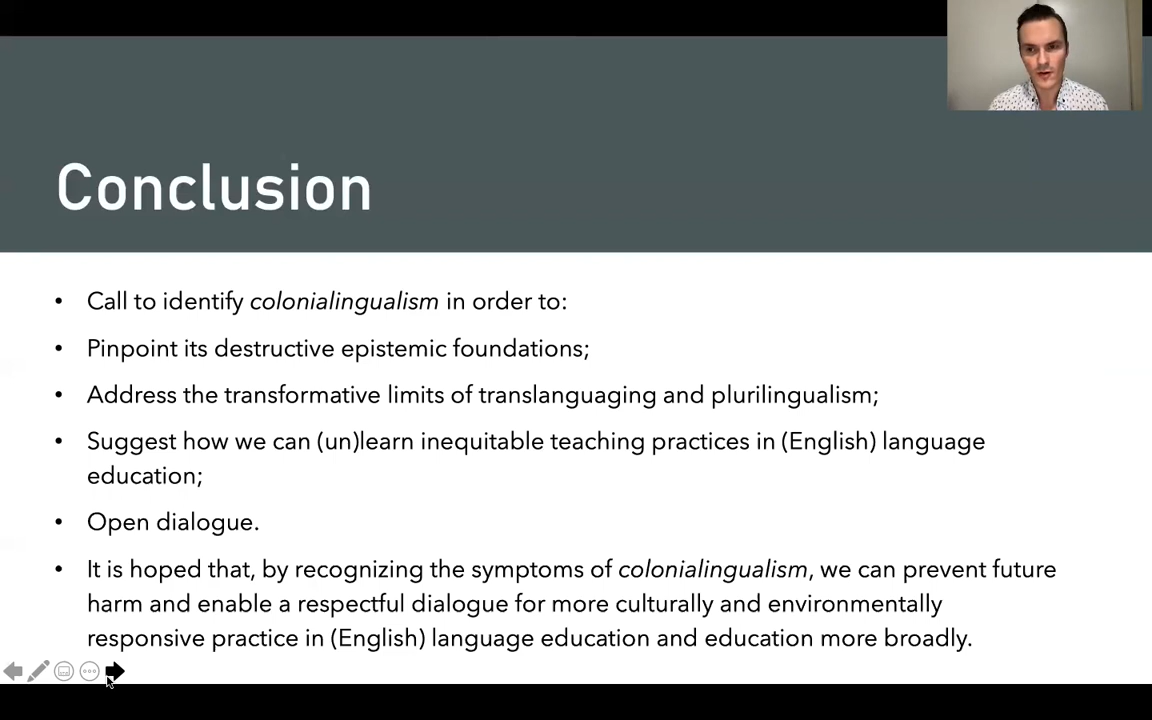 Conclusion
• Call to identify colonialingualism in order to:
• Pinpoint its destructive epistemic foundations;
• Address the transformative limits of translanguaging and plurilingualism;
• Suggest how we can (un)learn inequitable teaching practices in (English) language
education;
• Open dialogue.
• It is hoped that, by recognizing the symptoms of colonialingualism, we can prevent future
harm and enable a respectful dialogue for more culturally and environmentally
responsive practice in (English) language education and education more broadly.